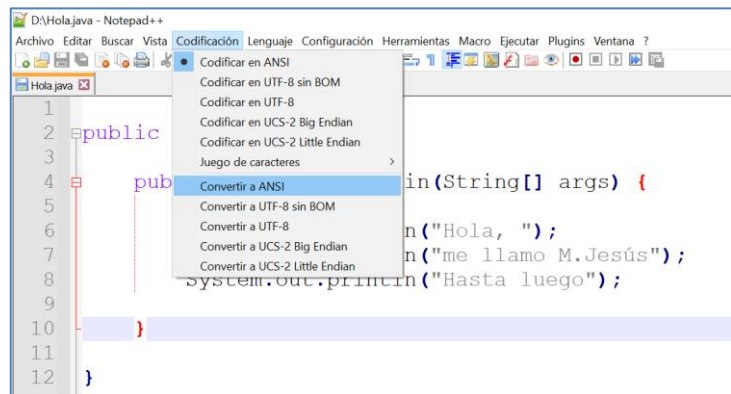 D:\Hola.java - Notepad++
Archivo Editar Buscar Vista Codificación Lenguaje Configuración Herramientas Macro Ejecutar Plugins Ventana ?
Hola.java
Codificar en ANSI
Codificar en UTF-8 sin BOM
Codificar en UTF-8
Codificar en UCS-2 Big Endian
Codificar en UCS-2 Little Endian
Juego de caracteres
Convertir a ANSI
Convertir a UTF-8 sin BOM
Convertir a UTF-8
Convertir a UCS-2 Big Endian
Convertir a UCS-2 Little Endian
1
2 public
3
4 pub in(String[] args) {
5
6 n("Hola, ");
7 n("me llamo M.Jesús");
8 System.out.println("Hasta luego");
9
10 }
11
12 }